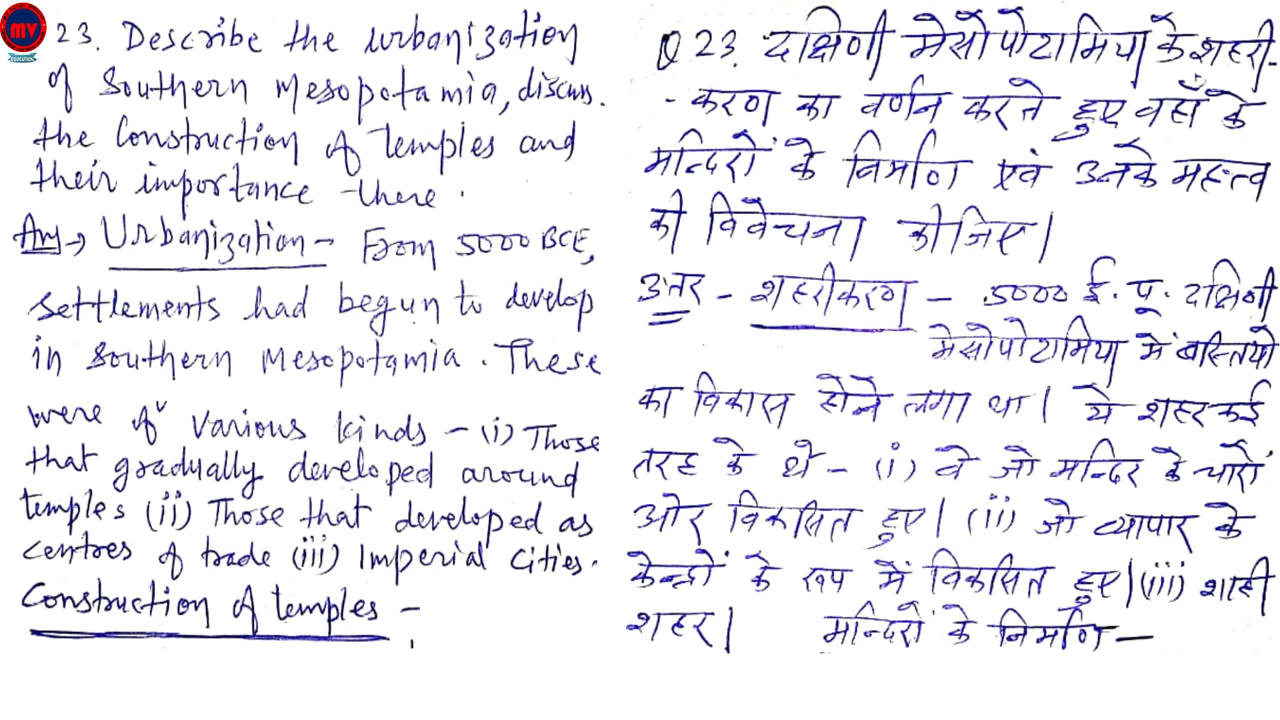 MV
EDUCATION
23. Describe the urbanization
of Southern Mesopotamia, discuss.
the construction of temples and
their importance there.
Ans → Urbanization - From 5000 BCE,
settlements had begun to develop
in Southern Mesopotamia. These
were of various kinds - (i) Those
that gradually developed around
temples (ii) Those that developed as
centres of trade (iii) Imperial Cities.
Construction of temples -
Q 23. दक्षिणी मेसोपोटामिया के शहरी-
- करण का वर्णन करते हुए वहाँ के
मन्दिरों के निर्माण एवं उनके महत्त्व
की विवेचना कीजिए।
उत्तर - शहरीकरण - 5000 ई. पू. दक्षिणी
मेसोपोटामिया में बस्तियों
का विकास होने लगा था। ये शहर कई
तरह के थे - (i) वे जो मन्दिर के चारों
ओर विकसित हुए। (ii) जो व्यापार के
केन्द्रों के रूप में विकसित हुए। (iii) शाही
शहर। मन्दिरों के निर्माण -